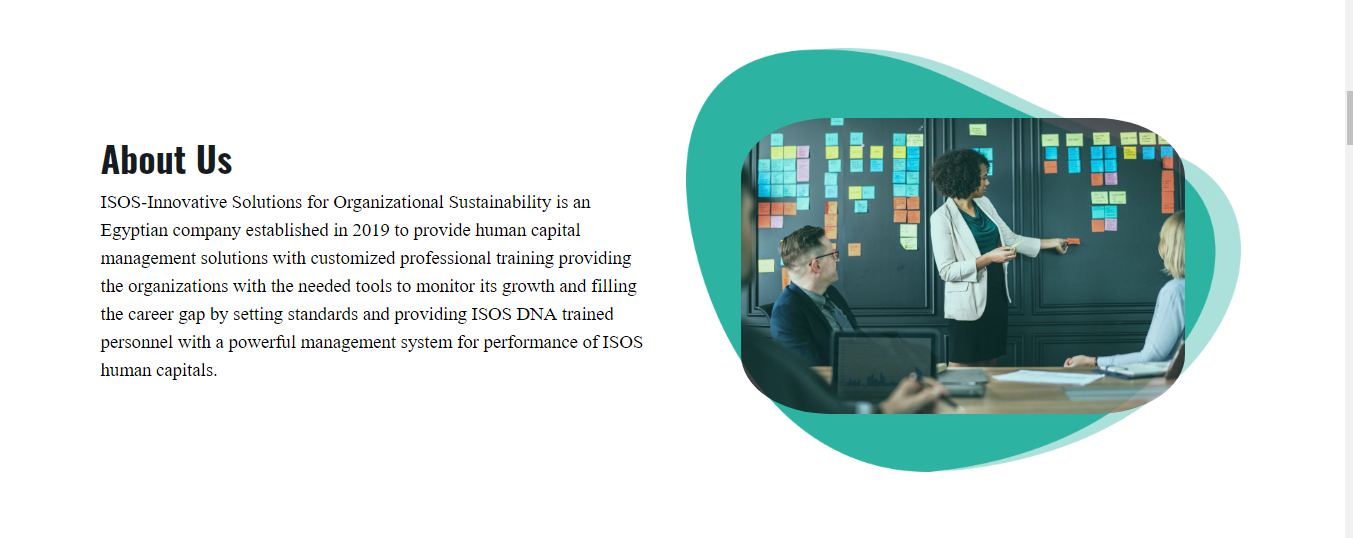 About Us
ISOS-Innovative Solutions for Organizational Sustainability is an
Egyptian company established in 2019 to provide human capital
management solutions with customized professional training providing
the organizations with the needed tools to monitor its growth and filling
the career gap by setting standards and providing ISOS DNA trained
personnel with a powerful management system for performance of ISOS
human capitals.